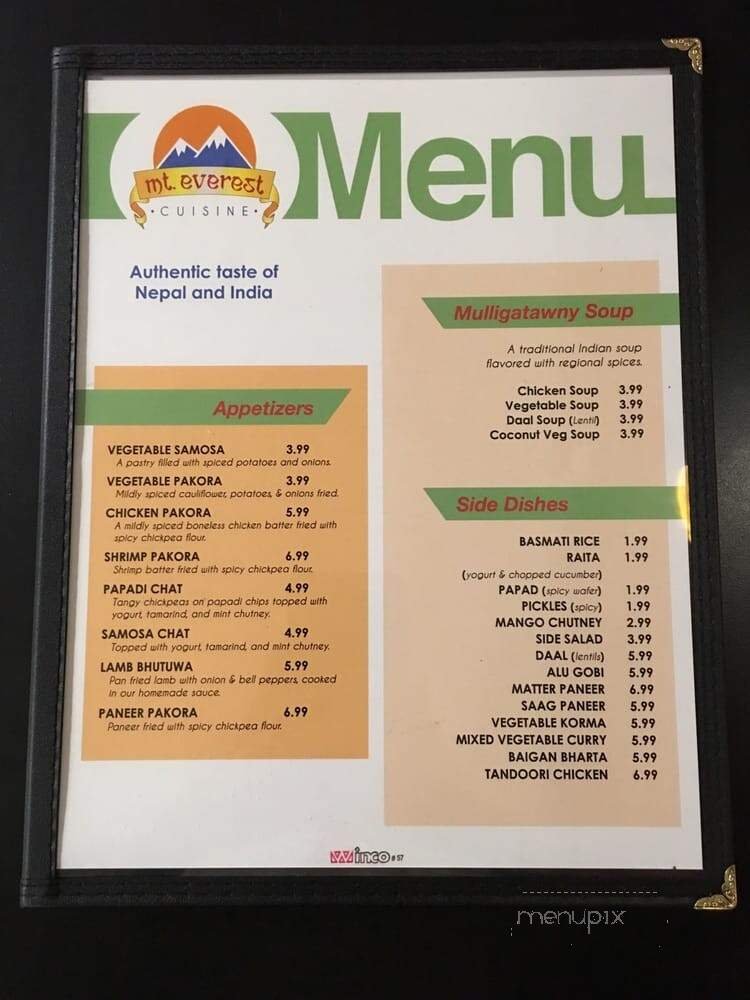 mt. everest
• CUISINE •
Menu
Authentic taste of
Nepal and India
Appetizers
VEGETABLE SAMOSA 3.99
A pastry filled with spiced potatoes and onions.
VEGETABLE PAKORA 3.99
Mildly spiced cauliflower, potatoes, & onions fried.
CHICKEN PAKORA 5.99
A mildly spiced boneless chicken batter fried with
spicy chickpea flour.
SHRIMP PAKORA 6.99
Shrimp batter fried with spicy chickpea flour.
PAPADI CHAT 4.99
Tangy chickpeas on papadi chips topped with
yogurt, tamarind, and mint chutney.
SAMOSA CHAT 4.99
Topped with yogurt, tamarind, and mint chutney.
LAMB BHUTUWA 5.99
Pan fried lamb with onion & bell peppers, cooked
in our homemade sauce.
PANEER PAKORA 6.99
Paneer fried with spicy chickpea flour.
Mulligatawny Soup
A traditional Indian soup
flavored with regional spices.
Chicken Soup 3.99
Vegetable Soup 3.99
Daal Soup (Lentil) 3.99
Coconut Veg Soup 3.99
Side Dishes
BASMATI RICE 1.99
RAITA 1.99
(yogurt & chopped cucumber)
PAPAD (spicy wafer) 1.99
PICKLES (spicy) 1.99
MANGO CHUTNEY 2.99
SIDE SALAD 3.99
DAAL (lentils) 5.99
ALU GOBI 5.99
MATTER PANEER 6.99
SAAG PANEER 5.99
VEGETABLE KORMA 5.99
MIXED VEGETABLE CURRY 5.99
BAIGAN BHARTA 5.99
TANDOORI CHICKEN 6.99
Winco #57
menupix